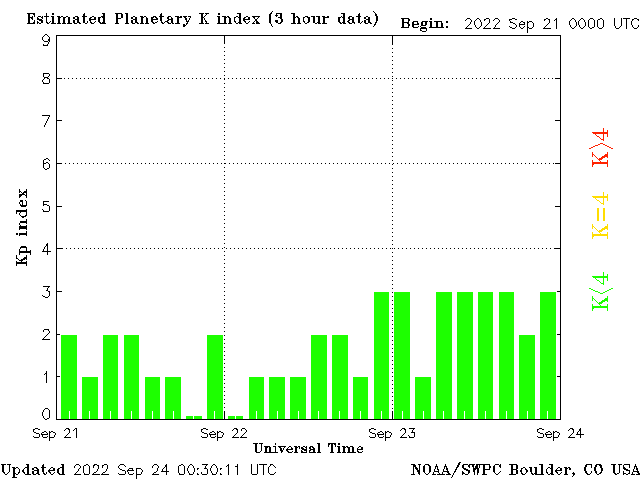 Estimated Planetary K index (3 hour data) Begin: 2022 Sep 21 0000 UTC
9
8
7
6
5
4
3
2
1
0
Kp index
K>4
K=4
K<4
Sep 21 Sep 22 Sep 23 Sep 24
Universal Time
Updated 2022 Sep 24 00:30:11 UTC NOAA/SWPC Boulder, CO USA